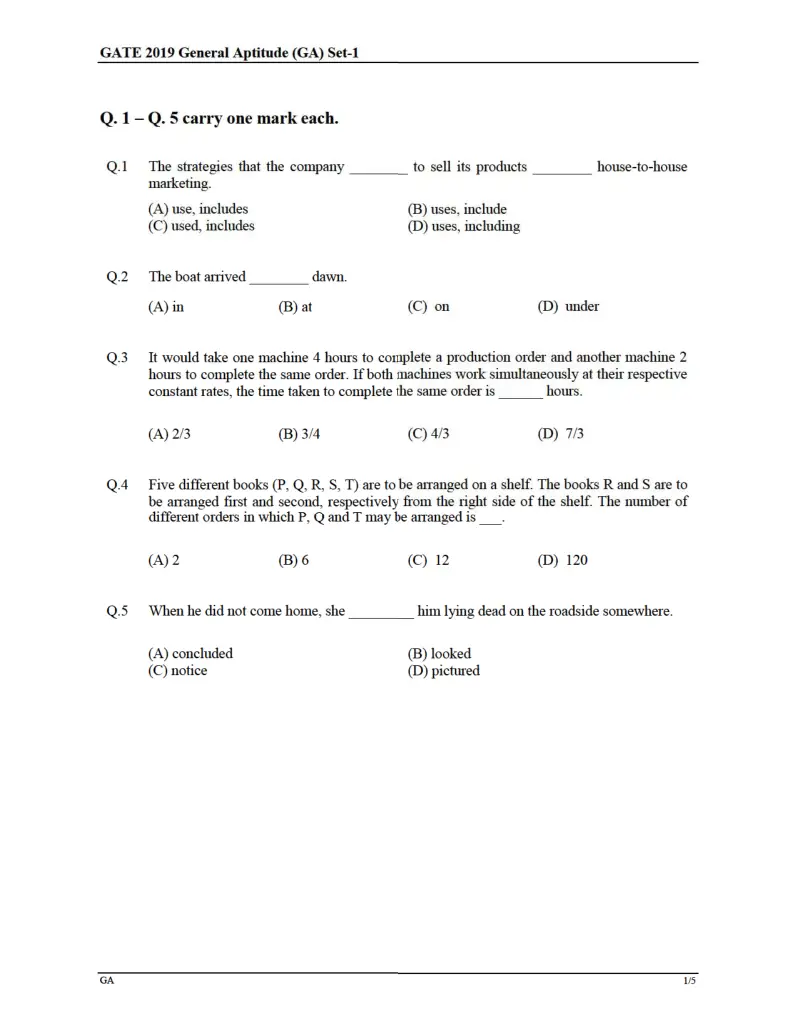 GATE 2019 General Aptitude (GA) Set-1
Q. 1 – Q. 5 carry one mark each.
Q.1 The strategies that the company ________ to sell its products ________ house-to-house
marketing.
(A) use, includes (B) uses, include
(C) used, includes (D) uses, including
Q.2 The boat arrived ________ dawn.
(A) in (B) at (C) on (D) under
Q.3 It would take one machine 4 hours to complete a production order and another machine 2
hours to complete the same order. If both machines work simultaneously at their respective
constant rates, the time taken to complete the same order is ______ hours.
(A) 2/3 (B) 3/4 (C) 4/3 (D) 7/3
Q.4 Five different books (P, Q, R, S, T) are to be arranged on a shelf. The books R and S are to
be arranged first and second, respectively from the right side of the shelf. The number of
different orders in which P, Q and T may be arranged is ___.
(A) 2 (B) 6 (C) 12 (D) 120
Q.5 When he did not come home, she _________ him lying dead on the roadside somewhere.
(A) concluded (B) looked
(C) notice (D) pictured
GA 1/5